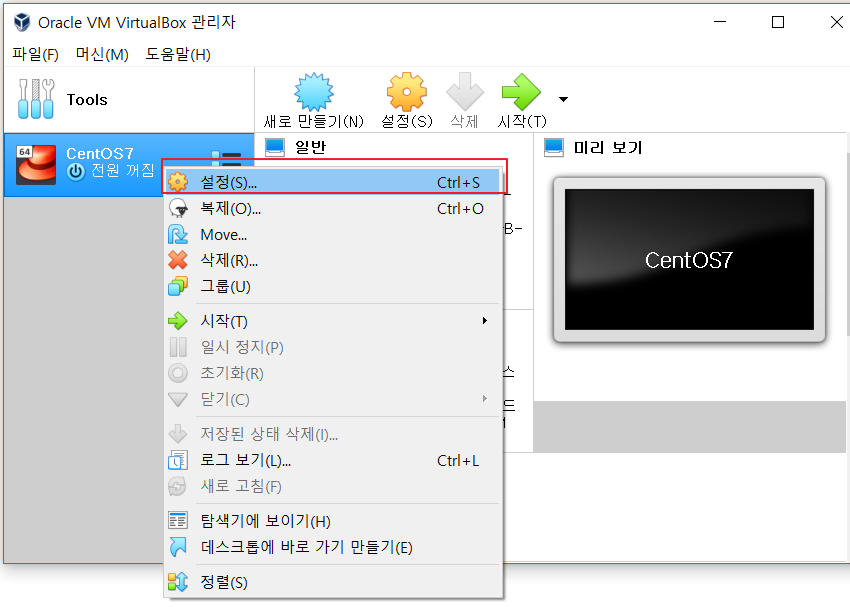 Oracle VM VirtualBox 관리자
파일(F) 머신(M) 도움말(H)
Tools
새로 만들기(N) 설정(S) 삭제 시작(T)
64
CentOS7
전원 꺼짐
일반
미리 보기
설정(S)... Ctrl+S
복제(O)... Ctrl+O
B-
Move...
삭제(R)...
그룹(U)
CentOS7
시작(T)
일시 정지(P)
초기화(R)
스
닫기(C)
드
저장된 상태 삭제(I)...
로그 보기(L)... Ctrl+L
새로 고침(F)
탐색기에 보이기(H)
데스크톱에 바로 가기 만들기(E)
정렬(S)